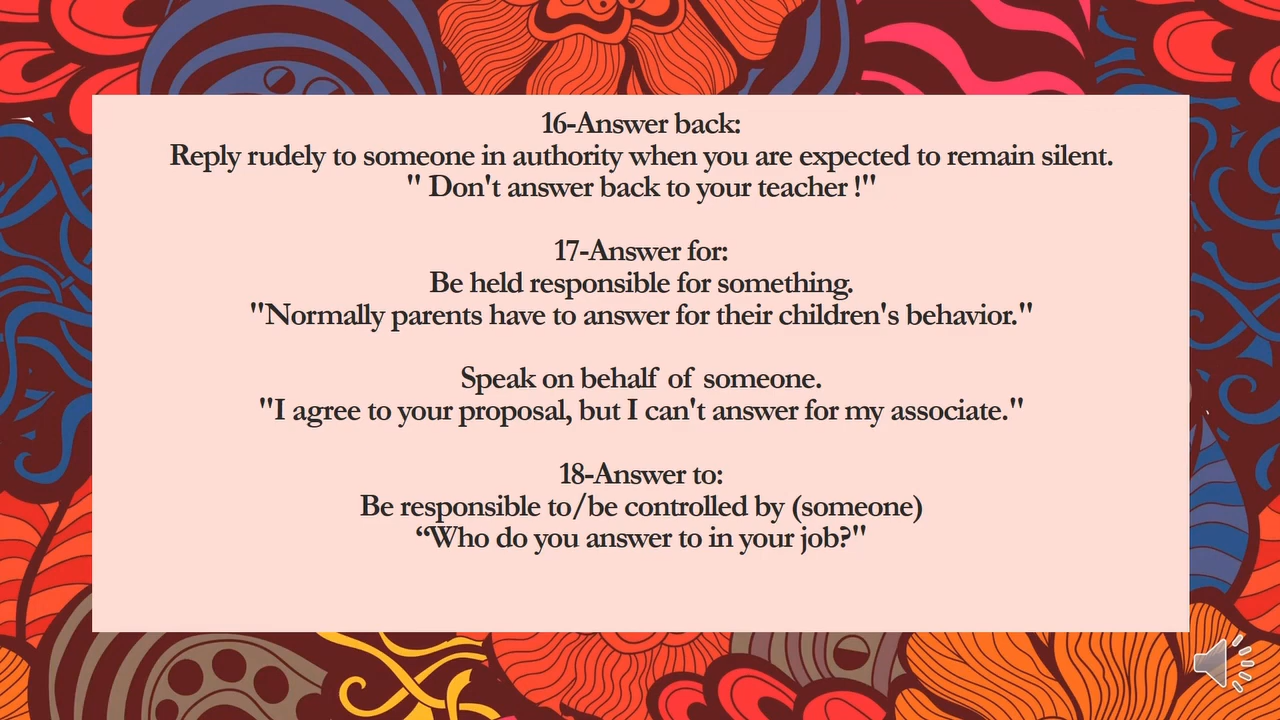 16-Answer back:
Reply rudely to someone in authority when you are expected to remain silent.
" Don't answer back to your teacher !"
17-Answer for:
Be held responsible for something.
"Normally parents have to answer for their children's behavior."
Speak on behalf of someone.
"I agree to your proposal, but I can't answer for my associate."
18-Answer to:
Be responsible to/be controlled by (someone)
“Who do you answer to in your job?"